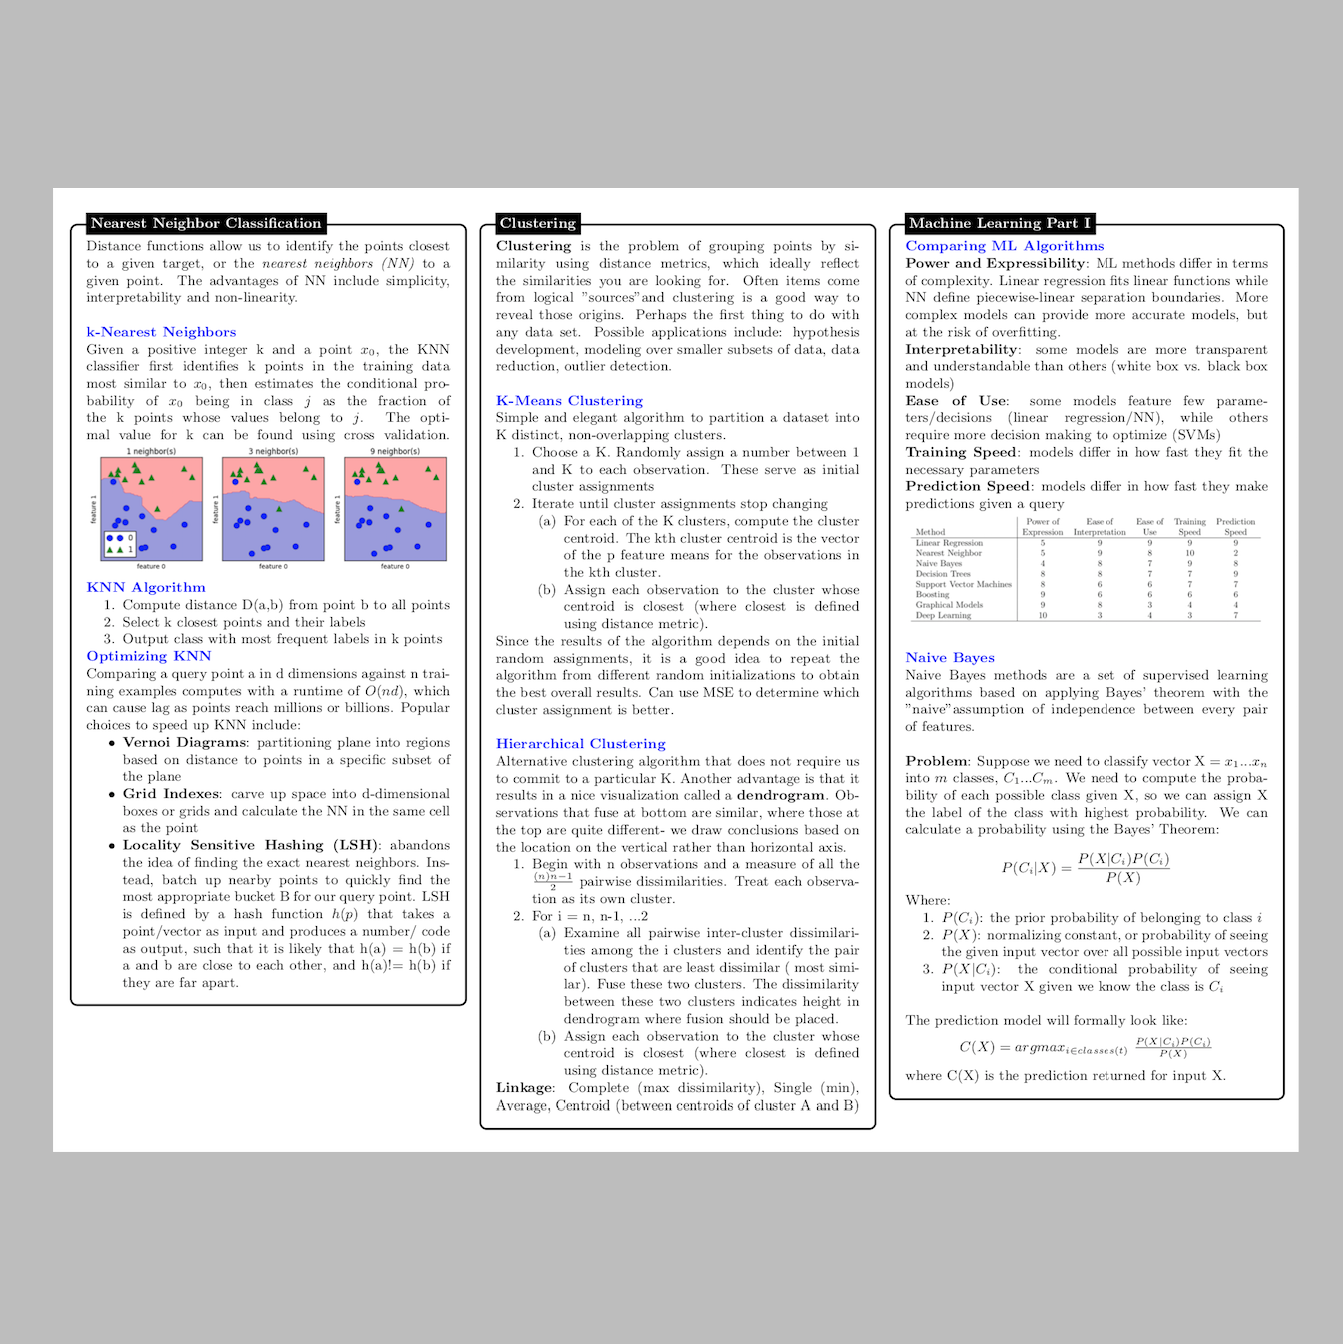 Nearest Neighbor Classification
Distance functions allow us to identify the points closest
to a given target, or the nearest neighbors (NN) to a
given point. The advantages of NN include simplicity,
interpretability and non-linearity.
k-Nearest Neighbors
Given a positive integer k and a point x₀, the KNN
classifier first identifies k points in the training data
most similar to x₀, then estimates the conditional pro-
bability of x₀ being in class j as the fraction of
the k points whose values belong to j. The opti-
mal value for k can be found using cross validation.
1 neighbor(s) 3 neighbor(s) 9 neighbor(s)
feature 1 feature 1 feature 1
0
1
feature 0 feature 0 feature 0
KNN Algorithm
1. Compute distance D(a,b) from point b to all points
2. Select k closest points and their labels
3. Output class with most frequent labels in k points
Optimizing KNN
Comparing a query point a in d dimensions against n trai-
ning examples computes with a runtime of O(nd), which
can cause lag as points reach millions or billions. Popular
choices to speed up KNN include:
• Vernoi Diagrams: partitioning plane into regions
based on distance to points in a specific subset of
the plane
• Grid Indexes: carve up space into d-dimensional
boxes or grids and calculate the NN in the same cell
as the point
• Locality Sensitive Hashing (LSH): abandons
the idea of finding the exact nearest neighbors. Ins-
tead, batch up nearby points to quickly find the
most appropriate bucket B for our query point. LSH
is defined by a hash function h(p) that takes a
point/vector as input and produces a number/ code
as output, such that it is likely that h(a) = h(b) if
a and b are close to each other, and h(a)!= h(b) if
they are far apart.
Clustering
Clustering is the problem of grouping points by si-
milarity using distance metrics, which ideally reflect
the similarities you are looking for. Often items come
from logical ”sources”and clustering is a good way to
reveal those origins. Perhaps the first thing to do with
any data set. Possible applications include: hypothesis
development, modeling over smaller subsets of data, data
reduction, outlier detection.
K-Means Clustering
Simple and elegant algorithm to partition a dataset into
K distinct, non-overlapping clusters.
1. Choose a K. Randomly assign a number between 1
and K to each observation. These serve as initial
cluster assignments
2. Iterate until cluster assignments stop changing
(a) For each of the K clusters, compute the cluster
centroid. The kth cluster centroid is the vector
of the p feature means for the observations in
the kth cluster.
(b) Assign each observation to the cluster whose
centroid is closest (where closest is defined
using distance metric).
Since the results of the algorithm depends on the initial
random assignments, it is a good idea to repeat the
algorithm from different random initializations to obtain
the best overall results. Can use MSE to determine which
cluster assignment is better.
Hierarchical Clustering
Alternative clustering algorithm that does not require us
to commit to a particular K. Another advantage is that it
results in a nice visualization called a dendrogram. Ob-
servations that fuse at bottom are similar, where those at
the top are quite different- we draw conclusions based on
the location on the vertical rather than horizontal axis.
1. Begin with n observations and a measure of all the
(n)n−1/2 pairwise dissimilarities. Treat each observa-
tion as its own cluster.
2. For i = n, n-1, ...2
(a) Examine all pairwise inter-cluster dissimilari-
ties among the i clusters and identify the pair
of clusters that are least dissimilar ( most simi-
lar). Fuse these two clusters. The dissimilarity
between these two clusters indicates height in
dendrogram where fusion should be placed.
(b) Assign each observation to the cluster whose
centroid is closest (where closest is defined
using distance metric).
Linkage: Complete (max dissimilarity), Single (min),
Average, Centroid (between centroids of cluster A and B)
Machine Learning Part I
Comparing ML Algorithms
Power and Expressibility: ML methods differ in terms
of complexity. Linear regression fits linear functions while
NN define piecewise-linear separation boundaries. More
complex models can provide more accurate models, but
at the risk of overfitting.
Interpretability: some models are more transparent
and understandable than others (white box vs. black box
models)
Ease of Use: some models feature few parame-
ters/decisions (linear regression/NN), while others
require more decision making to optimize (SVMs)
Training Speed: models differ in how fast they fit the
necessary parameters
Prediction Speed: models differ in how fast they make
predictions given a query
Power of Ease of Ease of Training Prediction
Method Expression Interpretation Use Speed Speed
Linear Regression 5 9 9 9 9
Nearest Neighbor 5 9 8 10 2
Naive Bayes 4 8 7 9 8
Decision Trees 8 8 7 7 9
Support Vector Machines 8 6 6 7 7
Boosting 9 6 6 6 6
Graphical Models 9 8 3 4 4
Deep Learning 10 3 4 3 7
Naive Bayes
Naive Bayes methods are a set of supervised learning
algorithms based on applying Bayes' theorem with the
”naive”assumption of independence between every pair
of features.
Problem: Suppose we need to classify vector X = x₁...xₙ
into m classes, C₁...Cₘ. We need to compute the proba-
bility of each possible class given X, so we can assign X
the label of the class with highest probability. We can
calculate a probability using the Bayes' Theorem:
P(Cᵢ|X) = P(X|Cᵢ)P(Cᵢ)/P(X)
Where:
1. P(Cᵢ): the prior probability of belonging to class i
2. P(X): normalizing constant, or probability of seeing
the given input vector over all possible input vectors
3. P(X|Cᵢ): the conditional probability of seeing
input vector X given we know the class is Cᵢ
The prediction model will formally look like:
C(X) = argmax_{i∈classes(t)} P(X|Cᵢ)P(Cᵢ)/P(X)
where C(X) is the prediction returned for input X.